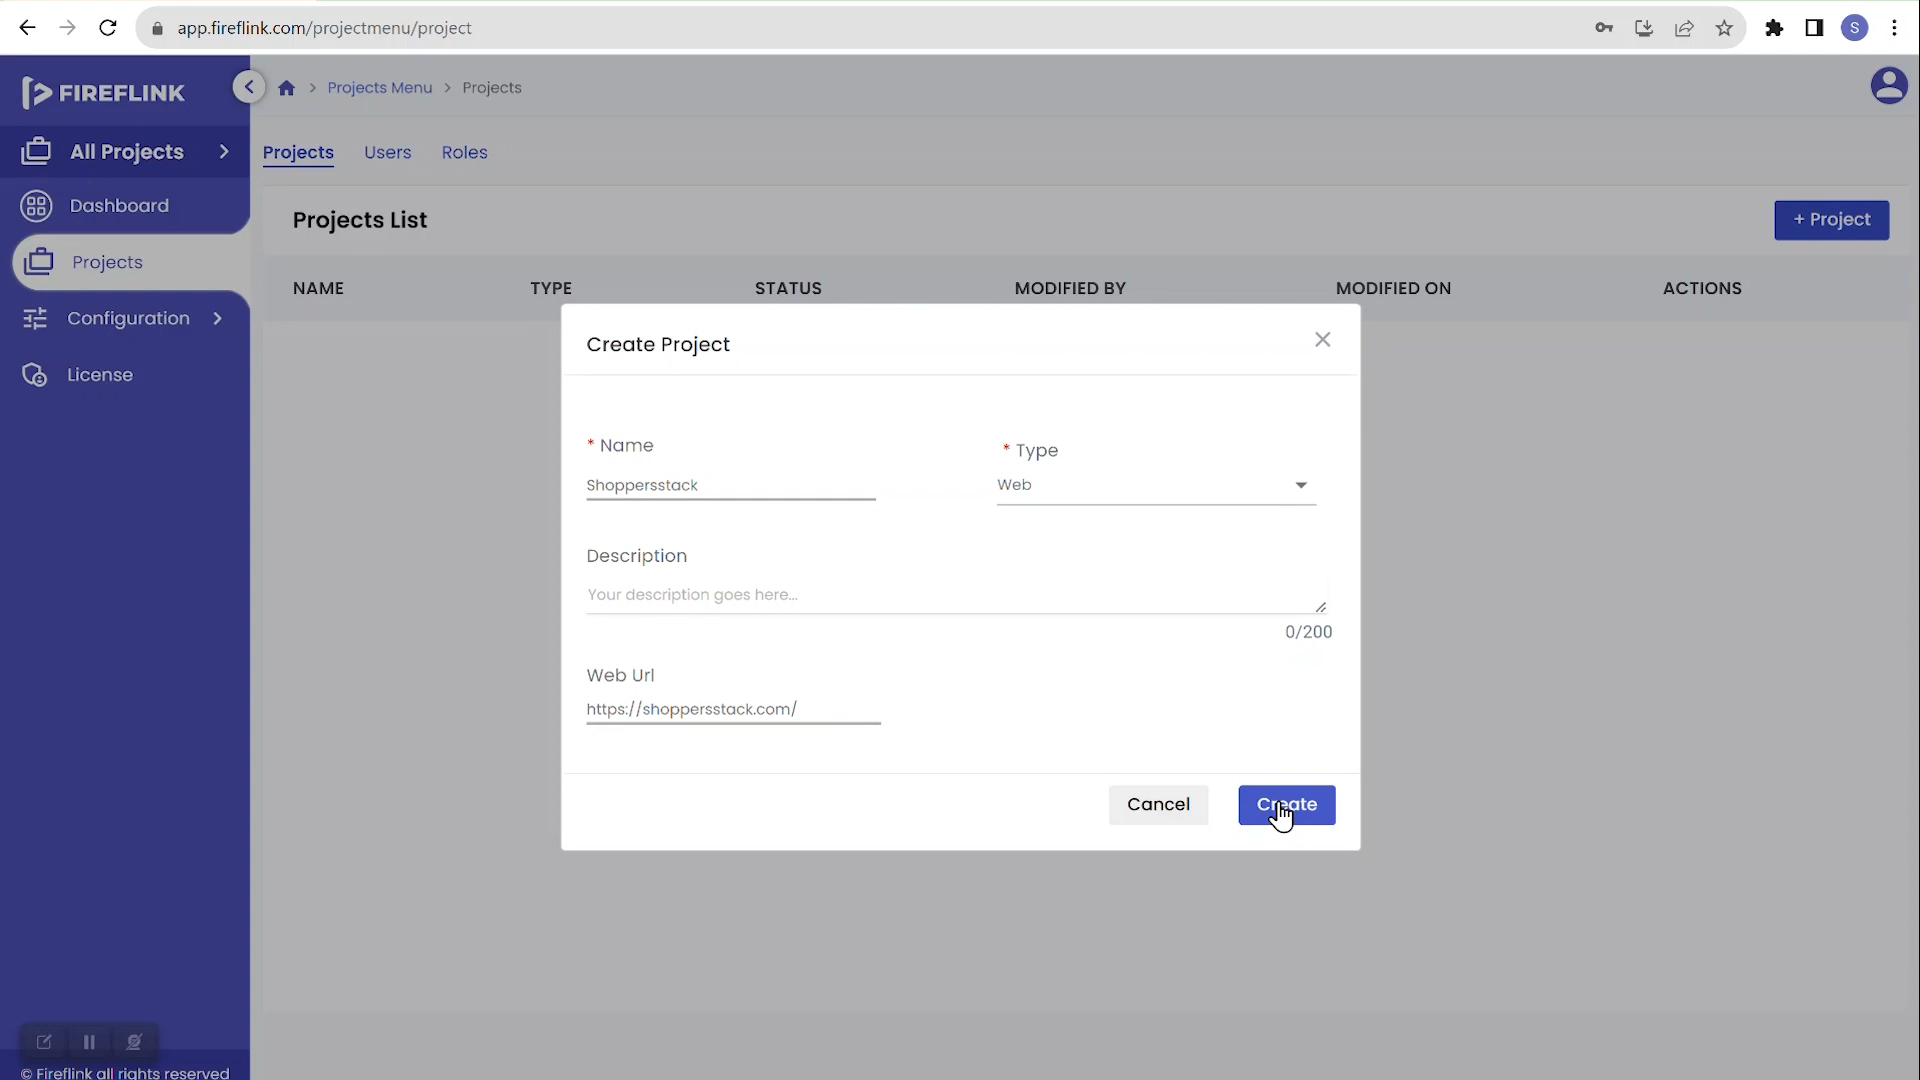 app.fireflink.com/projectmenu/project
S
FIREFLINK
Projects Menu > Projects
All Projects
Projects
Users
Roles
Dashboard
Projects List
+ Project
Projects
NAME
TYPE
STATUS
MODIFIED BY
MODIFIED ON
ACTIONS
Configuration
Create Project
License
* Name
* Type
Shoppersstack
Web
Description
Your description goes here...
0/200
Web Url
https://shoppersstack.com/
Cancel
Create
© Fireflink all rights reserved